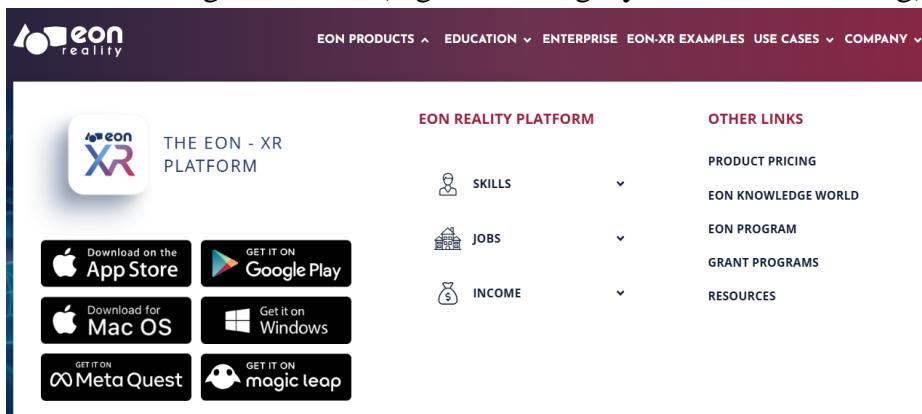 eon
reality
EON PRODUCTS EDUCATION ENTERPRISE EON-XR EXAMPLES USE CASES COMPANY
eon
XR
THE EON - XR
PLATFORM
Download on the
App Store
GET IT ON
Google Play
Download for
Mac OS
Get it on
Windows
GET IT ON
Meta Quest
GET IT ON
magic leap
EON REALITY PLATFORM
SKILLS
JOBS
INCOME
OTHER LINKS
PRODUCT PRICING
EON KNOWLEDGE WORLD
EON PROGRAM
GRANT PROGRAMS
RESOURCES